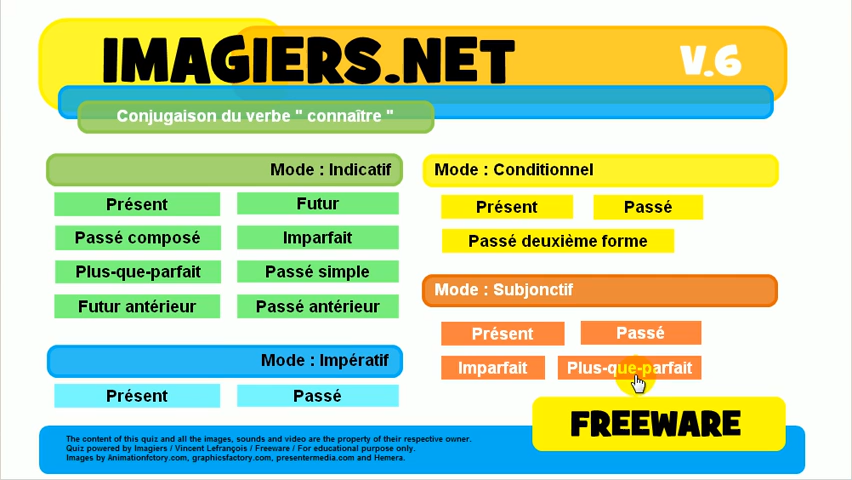 IMAGIERS.NET
V.6
Conjugaison du verbe " connaître "
Mode : Indicatif
Présent
Futur
Passé composé
Imparfait
Plus-que-parfait
Passé simple
Futur antérieur
Passé antérieur
Mode : Impératif
Présent
Passé
Mode : Conditionnel
Présent
Passé
Passé deuxième forme
Mode : Subjonctif
Présent
Passé
Imparfait
Plus-que-parfait
FREEWARE
The content of this quiz and all the images, sounds and video are the property of their respective owner.
Quiz powered by Imagiers / Vincent Lefrançois / Freeware / For educational purpose only.
Images by Animationfctory.com, graphicsfactory.com, presentermedia.com and Hemera.